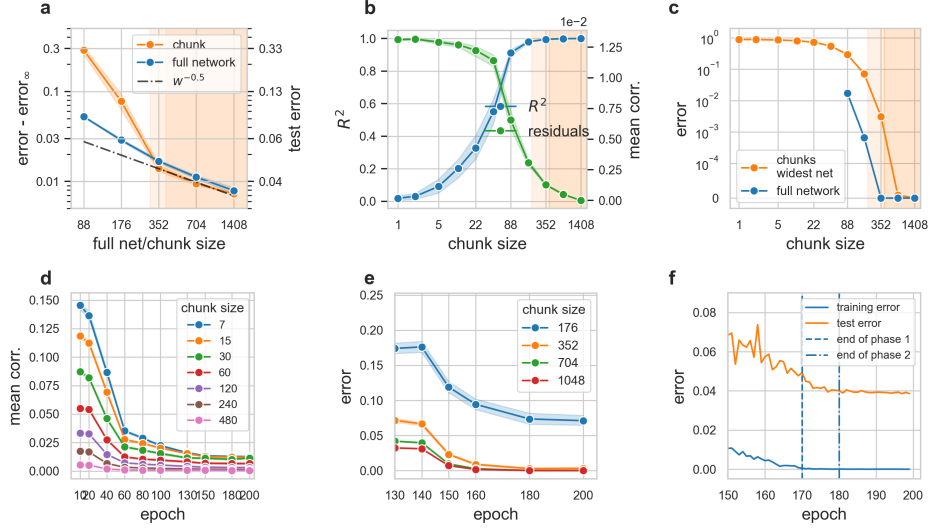 a
0.3
0.1
0.03
0.01
error - error∞
88
176
352
704
1408
full net/chunk size
0.33
0.13
0.06
0.04
test error
chunk
full network
w^−0.5
b
1e−2
1.0
0.8
0.6
0.4
0.2
0.0
R²
1
5
22
88
352
1408
chunk size
1.25
1.00
0.75
0.50
0.25
0.00
mean corr.
R²
residuals
c
10⁰
10⁻¹
10⁻²
10⁻³
10⁻⁴
0
error
1
5
22
88
352
1408
chunk size
chunks
widest net
full network
d
0.150
0.125
0.100
0.075
0.050
0.025
0.000
mean corr.
10
20
40
60
80
100
130
150
180
200
epoch
chunk size
7
15
30
60
120
240
480
e
0.25
0.20
0.15
0.10
0.05
0.00
error
130
140
150
160
180
200
epoch
chunk size
176
352
704
1048
f
0.08
0.06
0.04
0.02
0.00
error
150
160
170
180
190
200
epoch
training error
test error
end of phase 1
end of phase 2